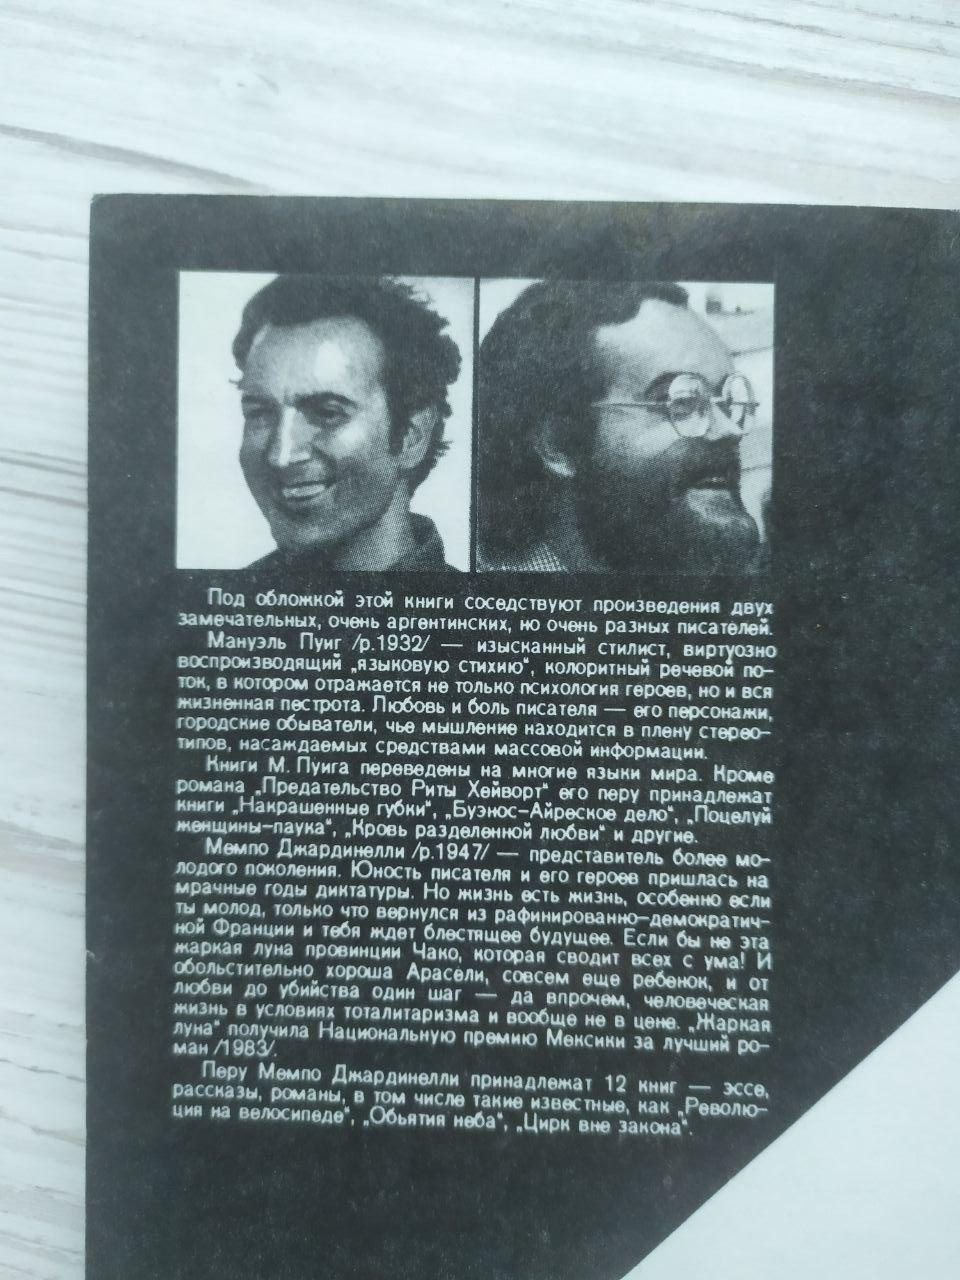 Под обложкой этой книги соседствуют произведения двух
замечательных, очень аргентинских, но очень разных писателей.
Мануэль Пуиг /р.1932/ — изысканный стилист, виртуозно
воспроизводящий „языковую стихию“, колоритный речевой по-
ток, в котором отражается не только психология героев, но и вся
жизненная пестрота. Любовь и боль писателя — его персонажи,
городские обыватели, чье мышление находится в плену стерео-
типов, насаждаемых средствами массовой информации.
Книги М. Пуига переведены на многие языки мира. Кроме
романа „Предательство Риты Хейворт“ его перу принадлежат
книги „Накрашенные губки“, „Буэнос-Айреское дело“, „Поцелуй
женщины-паука“, „Кровь разделенной любви“ и другие.
Мемпо Джардинелли /р.1947/ — представитель более мо-
лодого поколения. Юность писателя и его героев пришлась на
мрачные годы диктатуры. Но жизнь есть жизнь, особенно если
ты молод, только что вернулся из рафинированно-демократич-
ной Франции и тебя ждет блестящее будущее. Если бы не эта
жаркая луна провинции Чако, которая сводит всех с ума! И
обольстительно хороша Арасели, совсем еще ребенок, и от
любви до убийства один шаг — да впрочем, человеческая
жизнь в условиях тоталитаризма и вообще не в цене. „Жаркая
луна“ получила Национальную премию Мексики за лучший ро-
ман /1983/.
Перу Мемпо Джардинелли принадлежат 12 книг — эссе,
рассказы, романы, в том числе такие известные, как „Револю-
ция на велосипеде“, „Обьятия неба“, „Цирк вне закона“.